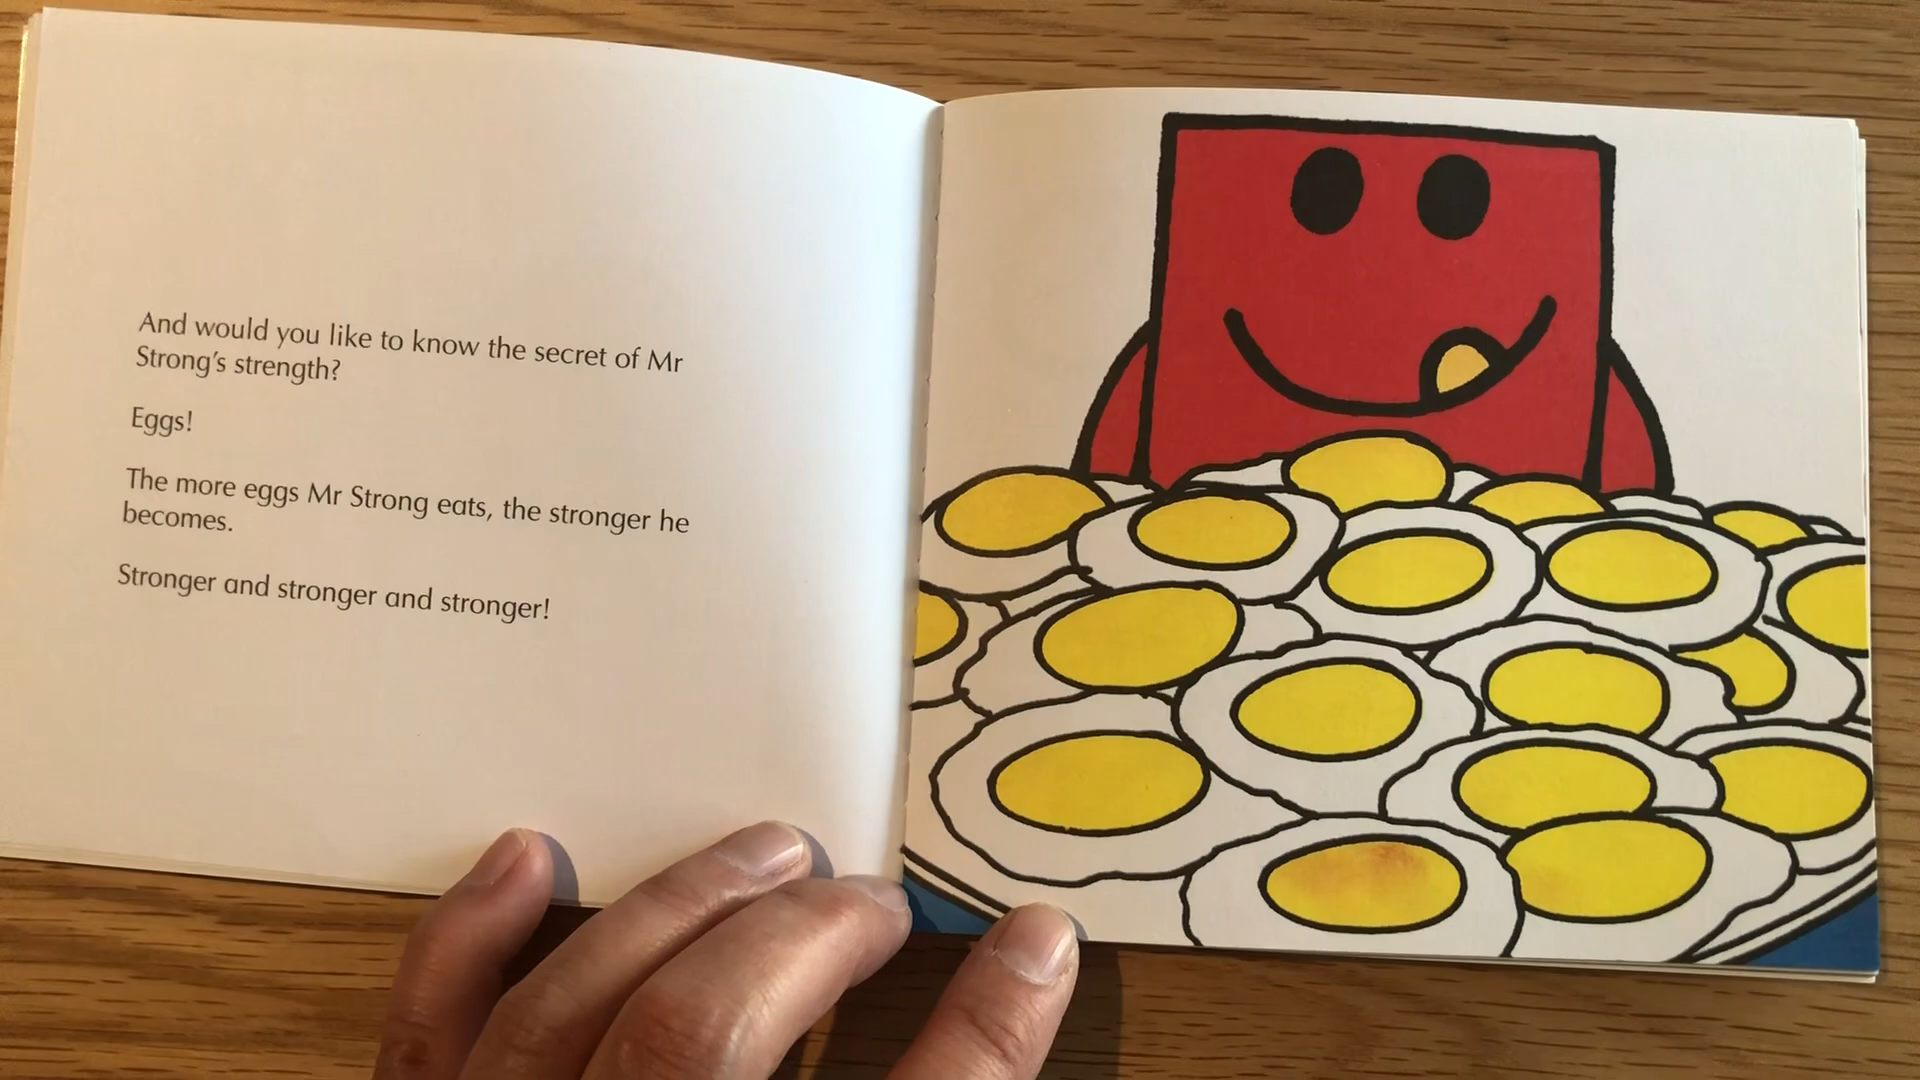 And would you like to know the secret of Mr
Strong's strength?
Eggs!
The more eggs Mr Strong eats, the stronger he
becomes.
Stronger and stronger and stronger!